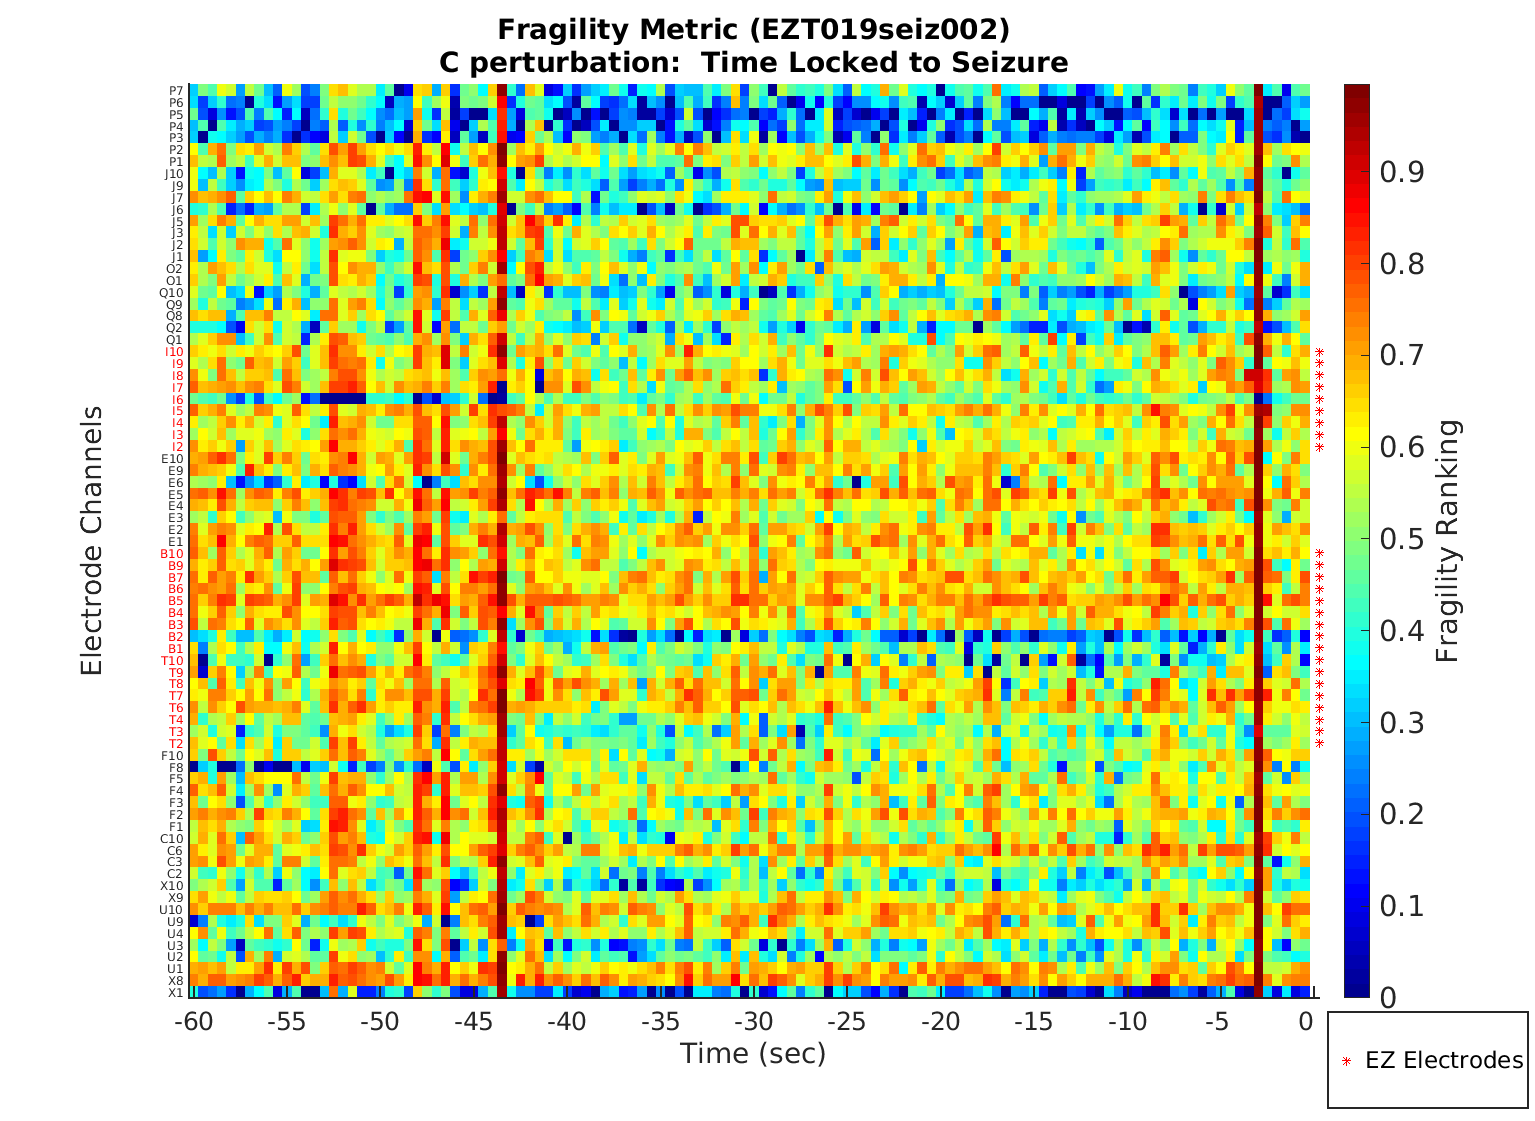 Fragility Metric (EZT019seiz002)
C perturbation:  Time Locked to Seizure
Electrode Channels
P7
P6
P5
P4
P3
P2
P1
J10
J9
J7
J6
J5
J3
J2
J1
O2
O1
Q10
Q9
Q8
Q2
Q1
I10
I9
I8
I7
I6
I5
I4
I3
I2
E10
E9
E6
E5
E4
E3
E2
E1
B10
B9
B7
B6
B5
B4
B3
B2
B1
T10
T9
T8
T7
T6
T4
T3
T2
F10
F8
F5
F4
F3
F2
F1
C10
C6
C3
C2
X10
X9
U10
U9
U4
U3
U2
U1
X8
X1
-60 -55 -50 -45 -40 -35 -30 -25 -20 -15 -10 -5 0
Time (sec)
0.9
0.8
0.7
0.6
0.5
0.4
0.3
0.2
0.1
0
Fragility Ranking
EZ Electrodes